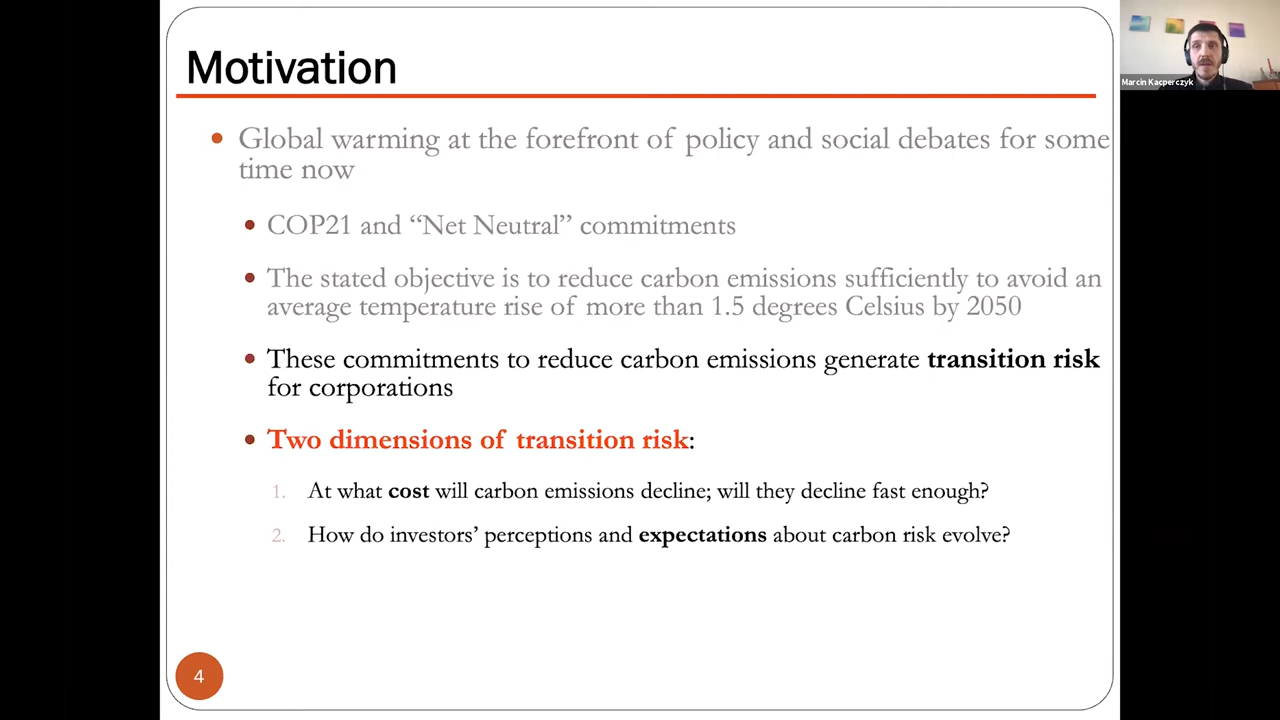 Motivation
Global warming at the forefront of policy and social debates for some
time now
COP21 and “Net Neutral” commitments
The stated objective is to reduce carbon emissions sufficiently to avoid an
average temperature rise of more than 1.5 degrees Celsius by 2050
These commitments to reduce carbon emissions generate transition risk
for corporations
Two dimensions of transition risk:
1. At what cost will carbon emissions decline; will they decline fast enough?
2. How do investors’ perceptions and expectations about carbon risk evolve?
4
Marcin Kacperczyk